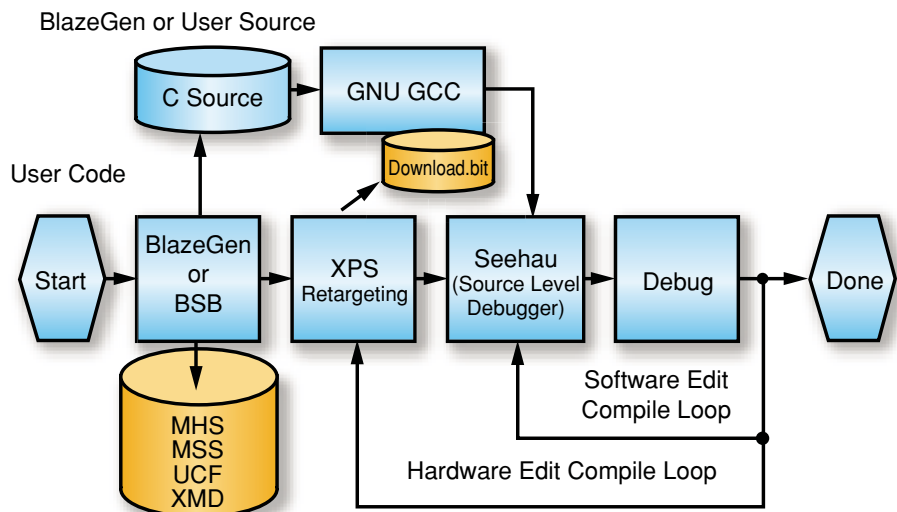 BlazeGen or User Source
C Source
GNU GCC
Download.bit
User Code
Start
BlazeGen
or
BSB
XPS
Retargeting
Seehau
(Source Level
Debugger)
Debug
Done
MHS
MSS
UCF
XMD
Software Edit
Compile Loop
Hardware Edit Compile Loop